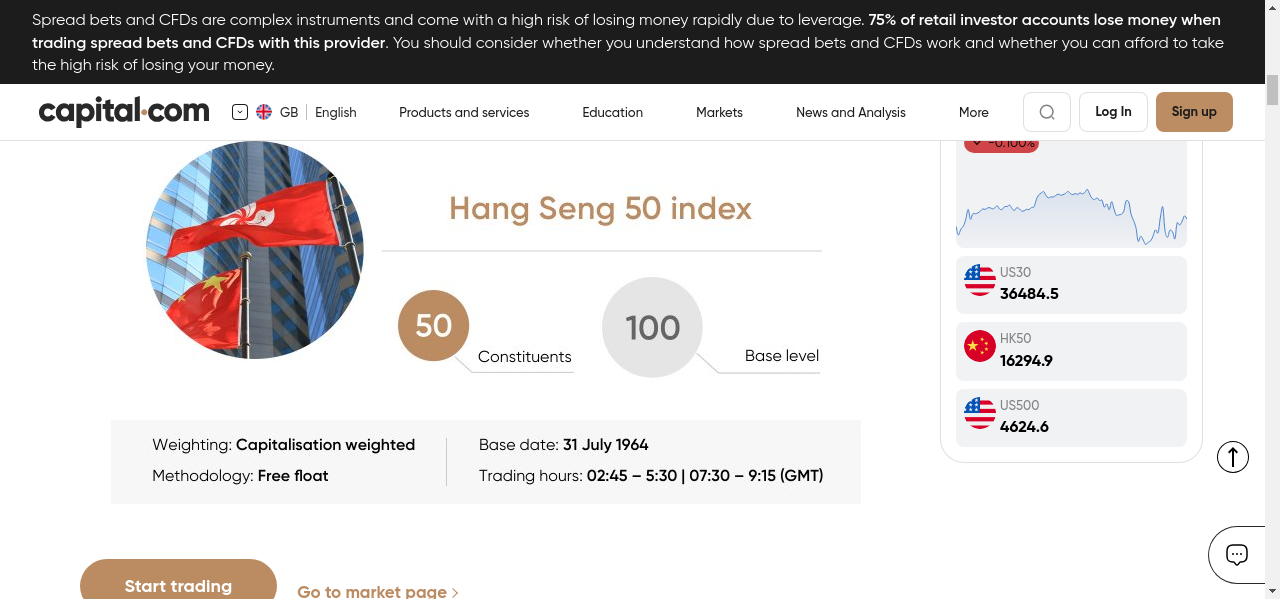 Spread bets and CFDs are complex instruments and come with a high risk of losing money rapidly due to leverage. 75% of retail investor accounts lose money when
trading spread bets and CFDs with this provider. You should consider whether you understand how spread bets and CFDs work and whether you can afford to take
the high risk of losing your money.
capital.com
GB English
Products and services
Education
Markets
News and Analysis
More
Log In
Sign up
-0.100%
Hang Seng 50 index
50
Constituents
100
Base level
US30
36484.5
HK50
16294.9
US500
4624.6
Weighting: Capitalisation weighted
Methodology: Free float
Base date: 31 July 1964
Trading hours: 02:45 – 5:30 | 07:30 – 9:15 (GMT)
Start trading
Go to market page